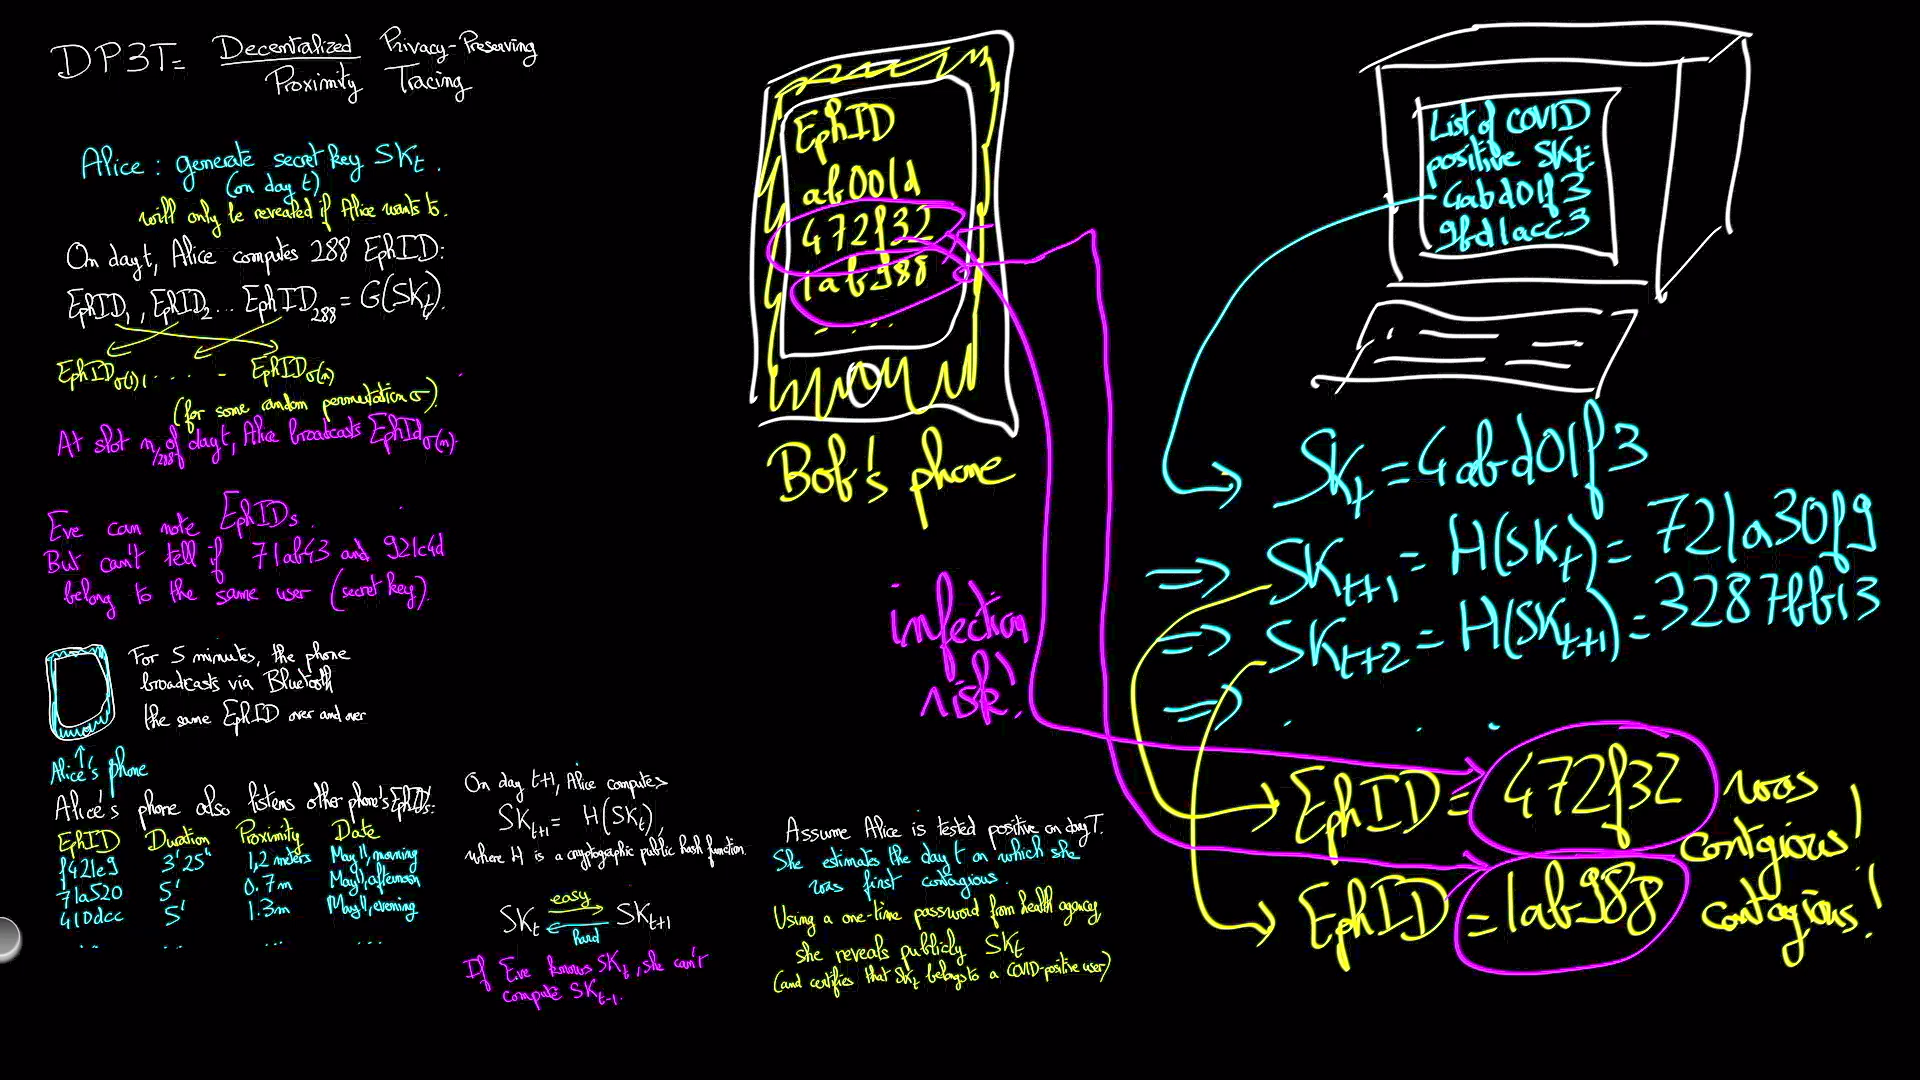 DP3T = Decentralized Privacy-Preserving
Proximity Tracing
Alice : generate secret key SKt.
(on day t)
will only be revealed if Alice wants to.
On day t, Alice computes 288 EphID:
EphID1, EphID2 ... EphID288 = G(SKt).
EphIDσ(1), . . . - EphIDσ(n)
(for some random permutation σ).
At slot n/288 of day t, Alice broadcasts EphIdσ(n).
Eve can note EphIDs.
But can't tell if 71ab43 and 921c4d
belong to the same user (secret key).
For 5 minutes, the phone
broadcasts via Bluetooth
the same EphID over and over
Alice's phone
Alice's phone also listens other phone's EphIDs:
EphID Duration Proximity Date
f421e9 3'25" 1,2 meters May 11, morning
71a520 5' 0.7m May 11, afternoon
410dcc 5' 1.3m May 11, evening
.. .. ... ...
On day t+1, Alice computes
SKt+1 = H(SKt),
where H is a cryptographic public hash function.
easy
SKt SKt+1
hard
If Eve knows SKt, she can't
compute SKt-1.
Assume Alice is tested positive on day T.
She estimates the day t on which she
was first contagious.
Using a one-time password from health agency
she reveals publicly SKt
(and certifies that SKt belongs to a COVID-positive user)
EphID
ab001d
472f32
1ab988
- . . . .
Bob's phone
infection
risk!
List of COVID
positive SKt
4abd01f3
9fd1acc3
SKt = 4abd01f3
=> SKt+1 = H(SKt) = 721a30f9
=> SKt+2 = H(SKt+1) = 3287bb13
=> . . .
EphID = 472f32 was
contgious!
EphID = 1ab988 contagious!